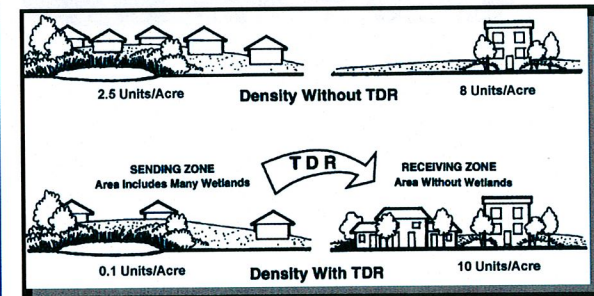 2.5 Units/Acre
Density Without TDR
8 Units/Acre
SENDING ZONE
Area Includes Many Wetlands
TDR
RECEIVING ZONE
Area Without Wetlands
0.1 Units/Acre
Density With TDR
10 Units/Acre